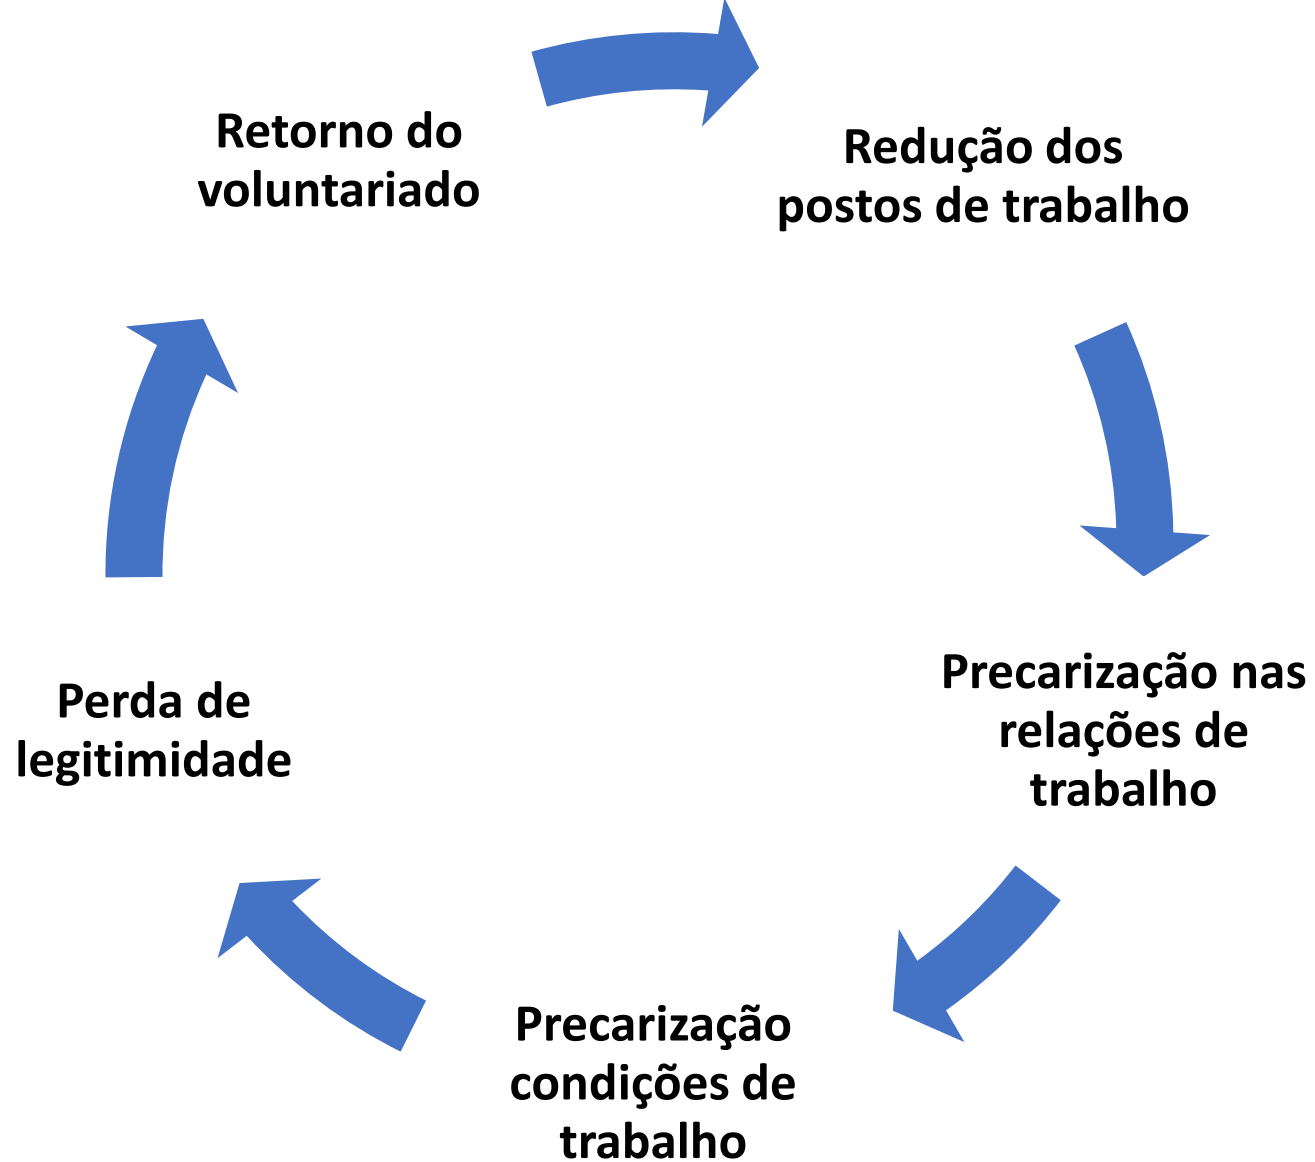 Retorno do
voluntariado
Redução dos
postos de trabalho
Precarização nas
relações de
trabalho
Precarização
condições de
trabalho
Perda de
legitimidade